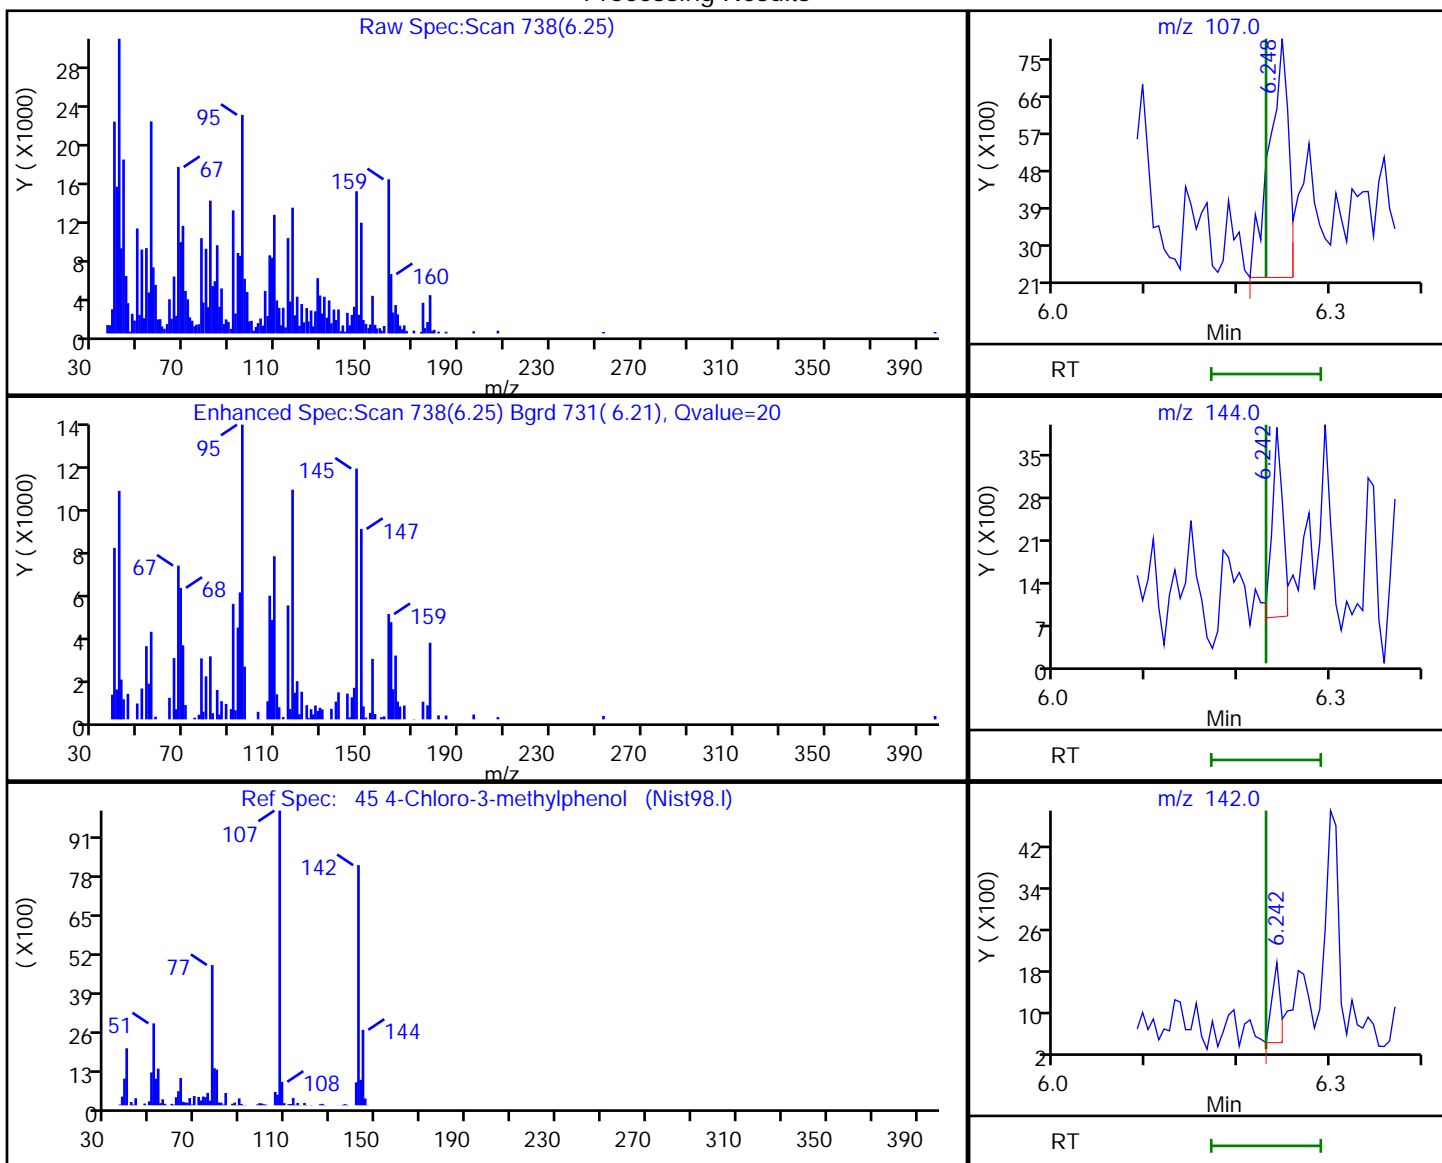 Processing Results
Raw Spec:Scan 738(6.25)
Y ( X1000)
28
24
20
16
12
8
4
0
95
67
159
160
30 70 110 150 190 230 270 310 350 390
m/z
m/z 107.0
Y ( X100)
75
66
57
48
39
30
21
6.248
6.0 6.3
Min
RT
Enhanced Spec:Scan 738(6.25) Bgrd 731( 6.21), Qvalue=20
Y ( X1000)
14
12
10
8
6
4
2
0
95
145
147
67
68
159
30 70 110 150 190 230 270 310 350 390
m/z
m/z 144.0
Y ( X100)
35
28
21
14
7
0
6.242
6.0 6.3
Min
RT
Ref Spec: 45 4-Chloro-3-methylphenol (Nist98.l)
( X100)
91
78
65
52
39
26
13
0
107
142
77
51
144
108
30 70 110 150 190 230 270 310 350 390
m/z 142.0
Y ( X100)
42
34
26
18
10
2
6.242
6.0 6.3
Min
RT